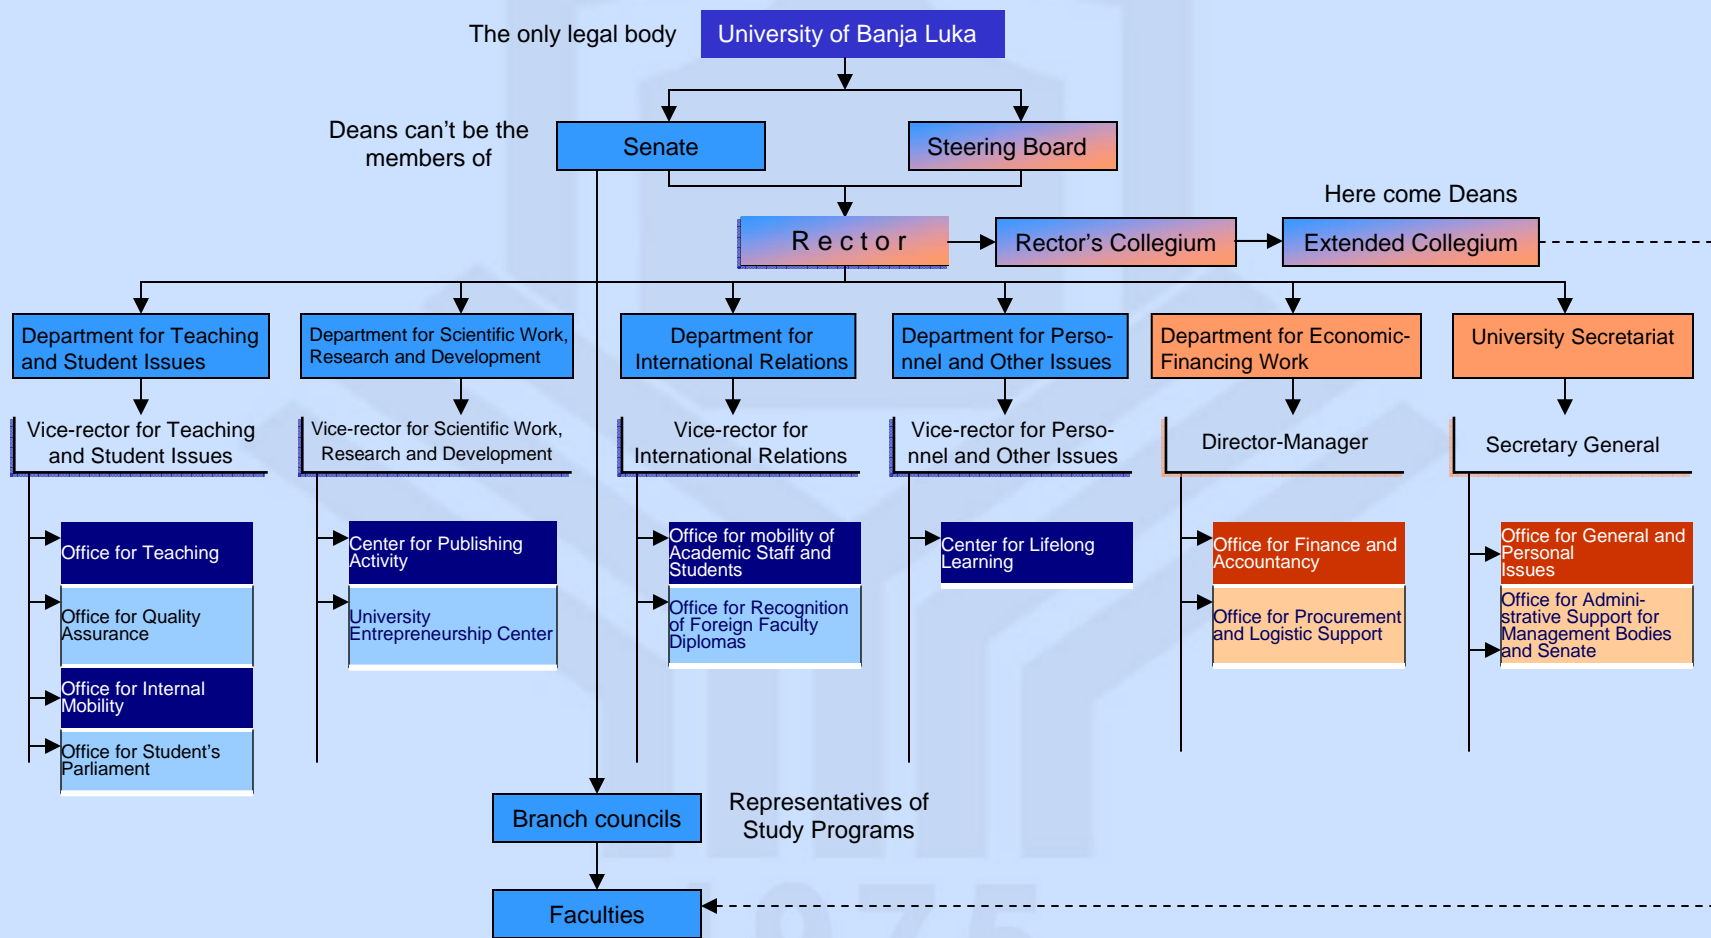 The only legal body
University of Banja Luka
Deans can't be the
members of
Senate
Steering Board
Here come Deans
Rector
Rector's Collegium
Extended Collegium
Department for Teaching
and Student Issues
Department for Scientific Work,
Research and Development
Department for
International Relations
Department for Perso-
nnel and Other Issues
Department for Economic-
Financing Work
University Secretariat
Vice-rector for Teaching
and Student Issues
Vice-rector for Scientific Work,
Research and Development
Vice-rector for
International Relations
Vice-rector for Perso-
nnel and Other Issues
Director-Manager
Secretary General
Office for Teaching
Office for Quality
Assurance
Office for Internal
Mobility
Office for Student's
Parliament
Center for Publishing
Activity
University
Entrepreneurship Center
Office for mobility of
Academic Staff and
Students
Office for Recognition
of Foreign Faculty
Diplomas
Center for Lifelong
Learning
Office for Finance and
Accountancy
Office for Procurement
and Logistic Support
Office for General and
Personal
Issues
Office for Admini-
strative Support for
Management Bodies
and Senate
Branch councils
Representatives of
Study Programs
Faculties
1975